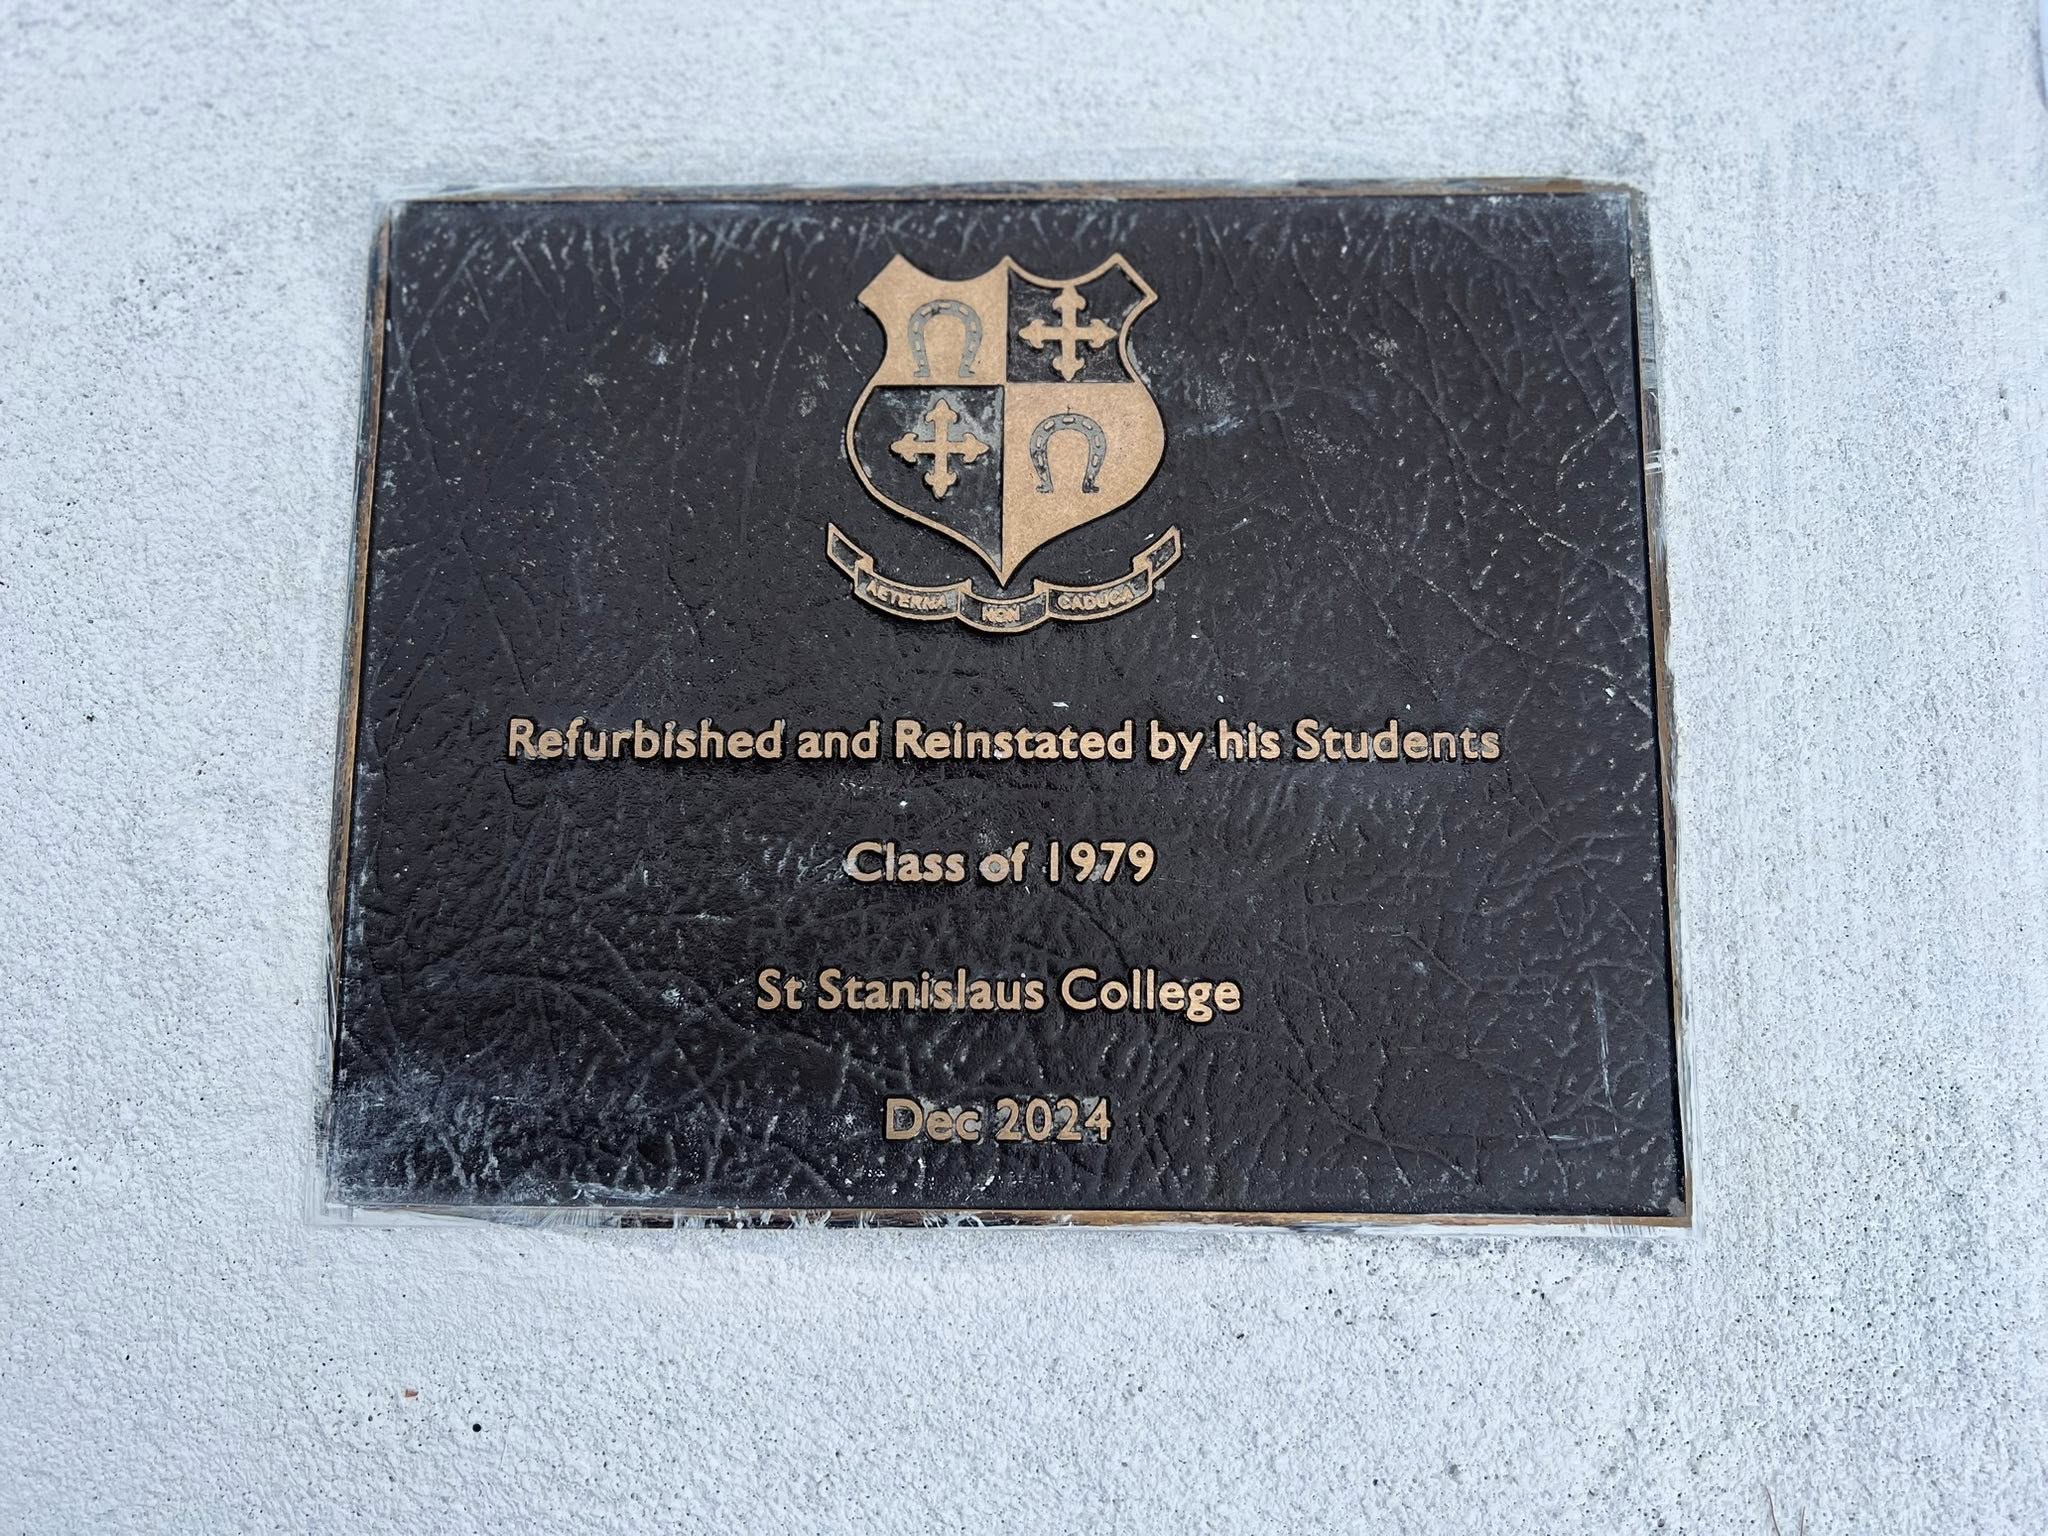 AETERNA NON CADUCA
Refurbished and Reinstated by his Students
Class of 1979
St Stanislaus College
Dec 2024